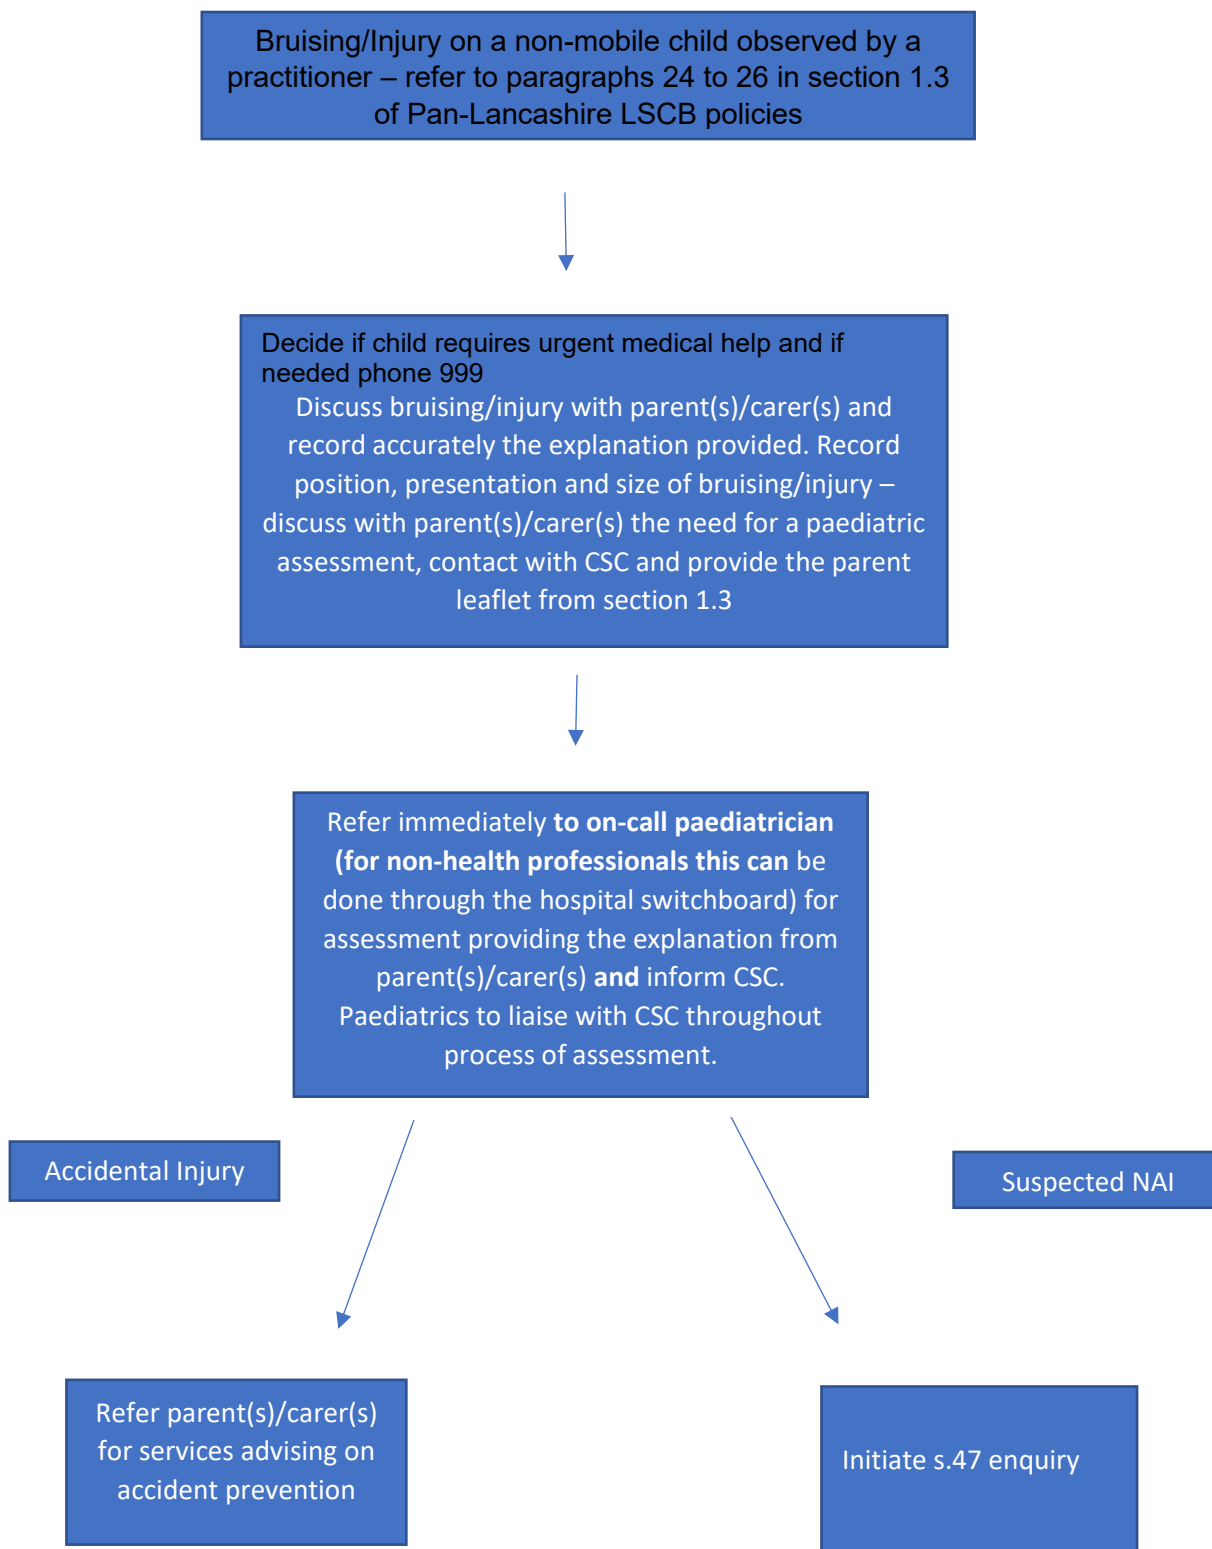 Bruising/Injury on a non-mobile child observed by a
practitioner – refer to paragraphs 24 to 26 in section 1.3
of Pan-Lancashire LSCB policies
Decide if child requires urgent medical help and if
needed phone 999
Discuss bruising/injury with parent(s)/carer(s) and
record accurately the explanation provided. Record
position, presentation and size of bruising/injury –
discuss with parent(s)/carer(s) the need for a paediatric
assessment, contact with CSC and provide the parent
leaflet from section 1.3
Refer immediately to on-call paediatrician
(for non-health professionals this can be
done through the hospital switchboard) for
assessment providing the explanation from
parent(s)/carer(s) and inform CSC.
Paediatrics to liaise with CSC throughout
process of assessment.
Accidental Injury
Suspected NAI
Refer parent(s)/carer(s)
for services advising on
accident prevention
Initiate s.47 enquiry